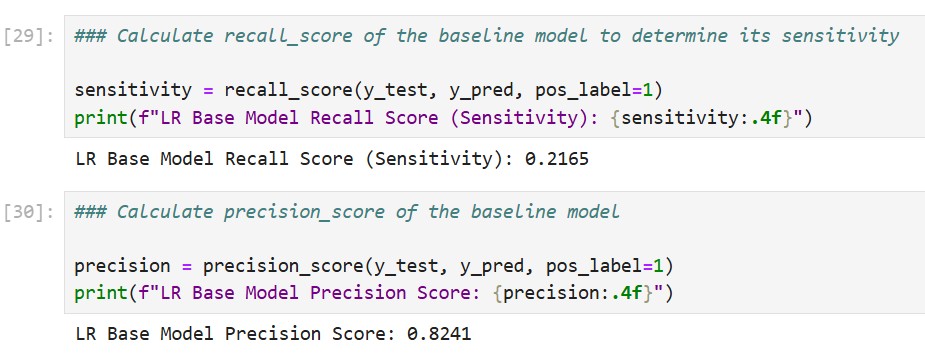 [29]: ### Calculate recall_score of the baseline model to determine its sensitivity
sensitivity = recall_score(y_test, y_pred, pos_label=1)
print(f"LR Base Model Recall Score (Sensitivity): {sensitivity:.4f}")
LR Base Model Recall Score (Sensitivity): 0.2165
[30]: ### Calculate precision_score of the baseline model
precision = precision_score(y_test, y_pred, pos_label=1)
print(f"LR Base Model Precision Score: {precision:.4f}")
LR Base Model Precision Score: 0.8241